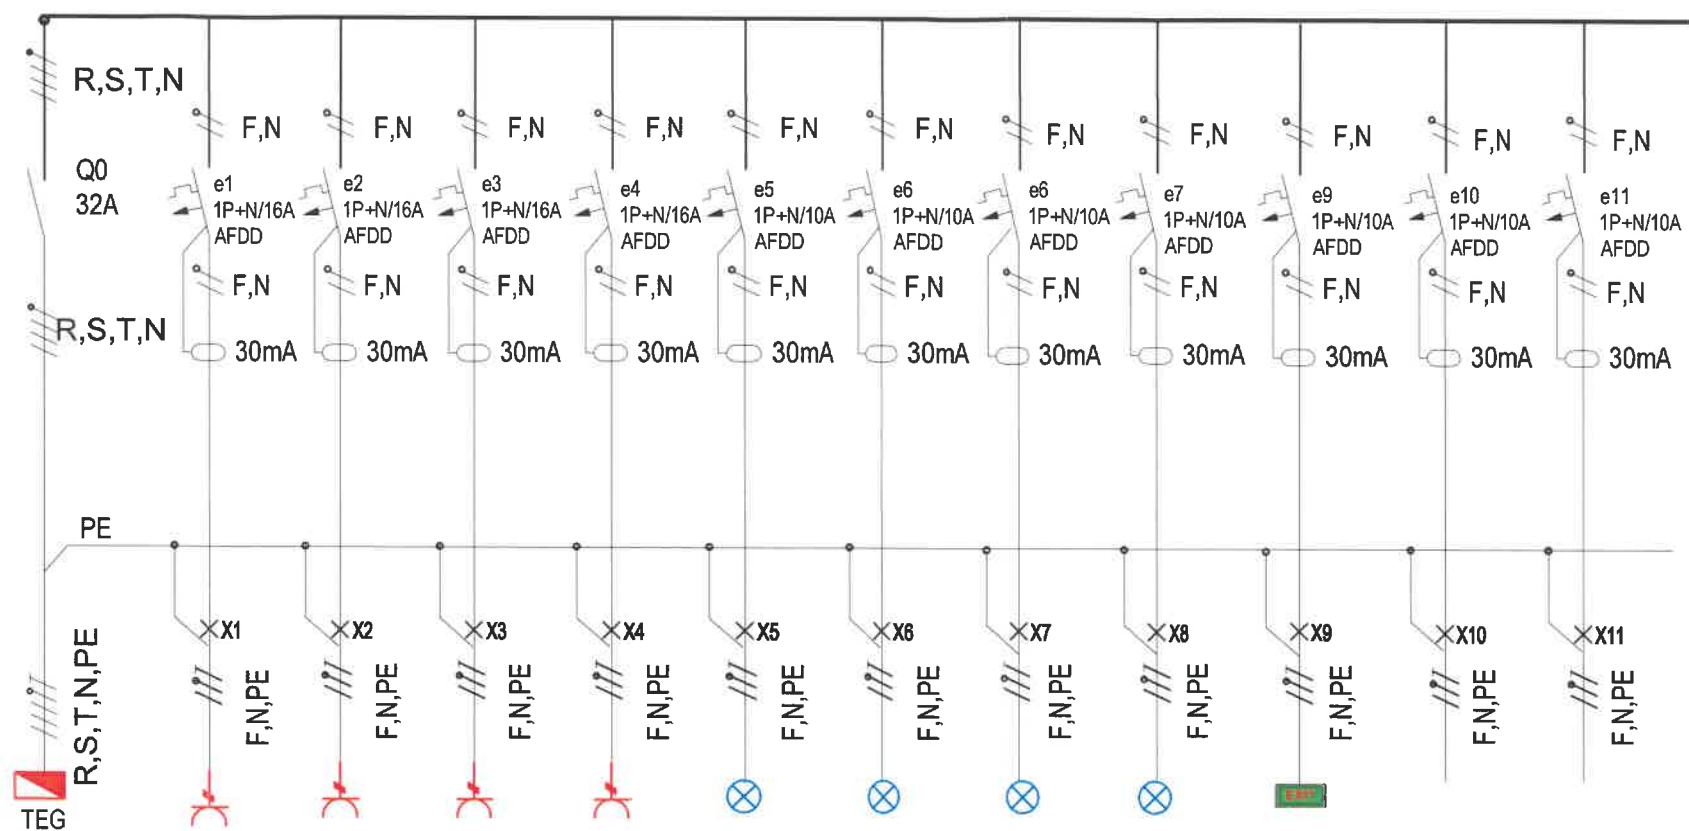 R,S,T,N
F,N F,N F,N F,N F,N F,N F,N F,N F,N F,N F,N
Q0
32A
e1 e2 e3 e4 e5 e6 e6 e7 e9 e10 e11
1P+N/16A 1P+N/16A 1P+N/16A 1P+N/16A 1P+N/10A 1P+N/10A 1P+N/10A 1P+N/10A 1P+N/10A 1P+N/10A 1P+N/10A
AFDD AFDD AFDD AFDD AFDD AFDD AFDD AFDD AFDD AFDD AFDD
F,N F,N F,N F,N F,N F,N F,N F,N F,N F,N F,N
R,S,T,N
30mA 30mA 30mA 30mA 30mA 30mA 30mA 30mA 30mA 30mA 30mA
PE
X1 X2 X3 X4 X5 X6 X7 X8 X9 X10 X11
R,S,T,N,PE
F,N,PE F,N,PE F,N,PE F,N,PE F,N,PE F,N,PE F,N,PE F,N,PE F,N,PE F,N,PE F,N,PE
EXIT
TEG